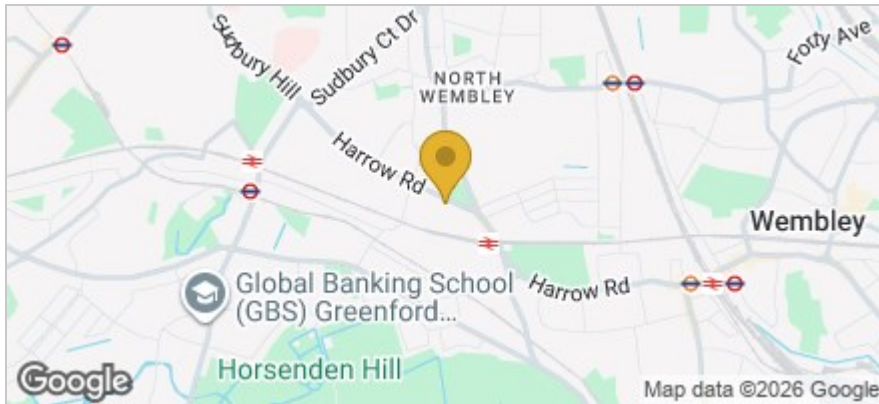 Sudbury Hill
Sudbury Ct Dr
Forty Ave
NORTH
WEMBLEY
Harrow Rd
Wembley
Global Banking School
(GBS) Greenford...
Harrow Rd
Horsenden Hill
Google
Map data ©2026 Google